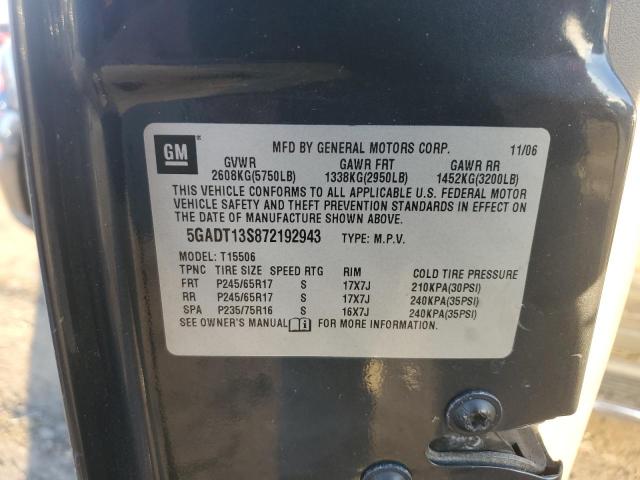 GM
MFD BY GENERAL MOTORS CORP. 11/06
GVWR GAWR FRT GAWR RR
2608KG(5750LB) 1338KG(2950LB) 1452KG(3200LB)
THIS VEHICLE CONFORMS TO ALL APPLICABLE U.S. FEDERAL MOTOR
VEHICLE SAFETY AND THEFT PREVENTION STANDARDS IN EFFECT ON
THE DATE OF MANUFACTURE SHOWN ABOVE.
5GADT13S872192943 TYPE: M.P.V.
MODEL: T15506
TPNC TIRE SIZE SPEED RTG RIM COLD TIRE PRESSURE
FRT P245/65R17 S 17X7J 210KPA(30PSI)
RR P245/65R17 S 17X7J 240KPA(35PSI)
SPA P235/75R16 S 16X7J 240KPA(35PSI)
SEE OWNER'S MANUAL FOR MORE INFORMATION.